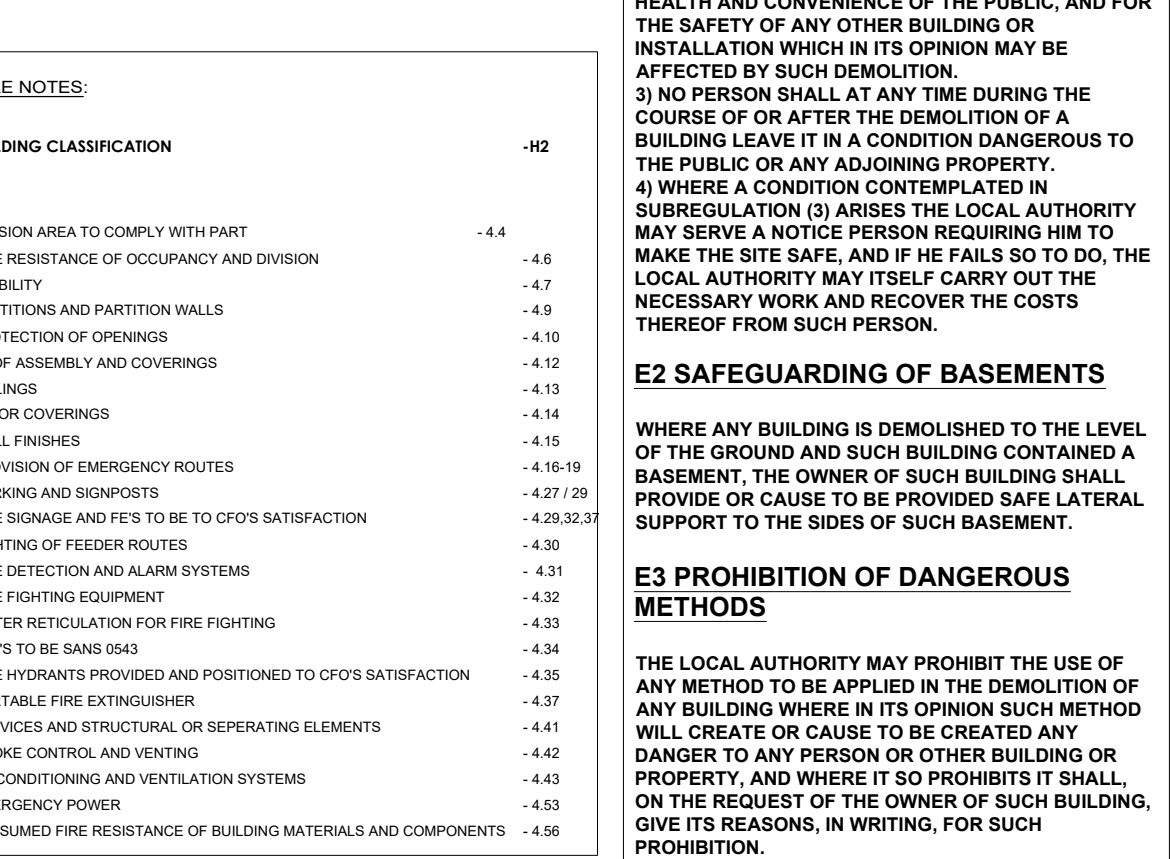 E NOTES:
DING CLASSIFICATION -H2
SION AREA TO COMPLY WITH PART - 4.4
E RESISTANCE OF OCCUPANCY AND DIVISION - 4.6
BILITY - 4.7
TITIONS AND PARTITION WALLS - 4.9
OTECTION OF OPENINGS - 4.10
OF ASSEMBLY AND COVERINGS - 4.12
LINGS - 4.13
OR COVERINGS - 4.14
LL FINISHES - 4.15
OVISION OF EMERGENCY ROUTES - 4.16-19
RKING AND SIGNPOSTS - 4.27 / 29
E SIGNAGE AND FE'S TO BE TO CFO'S SATISFACTION - 4.29,32,37
HTING OF FEEDER ROUTES - 4.30
E DETECTION AND ALARM SYSTEMS - 4.31
E FIGHTING EQUIPMENT - 4.32
TER RETICULATION FOR FIRE FIGHTING - 4.33
'S TO BE SANS 0543 - 4.34
E HYDRANTS PROVIDED AND POSITIONED TO CFO'S SATISFACTION - 4.35
TABLE FIRE EXTINGUISHER - 4.37
VICES AND STRUCTURAL OR SEPERATING ELEMENTS - 4.41
OKE CONTROL AND VENTING - 4.42
CONDITIONING AND VENTILATION SYSTEMS - 4.43
ERGENCY POWER - 4.53
SUMED FIRE RESISTANCE OF BUILDING MATERIALS AND COMPONENTS - 4.56
HEALTH AND CONVENIENCE OF THE PUBLIC, AND FOR
THE SAFETY OF ANY OTHER BUILDING OR
INSTALLATION WHICH IN ITS OPINION MAY BE
AFFECTED BY SUCH DEMOLITION.
3) NO PERSON SHALL AT ANY TIME DURING THE
COURSE OF OR AFTER THE DEMOLITION OF A
BUILDING LEAVE IT IN A CONDITION DANGEROUS TO
THE PUBLIC OR ANY ADJOINING PROPERTY.
4) WHERE A CONDITION CONTEMPLATED IN
SUBREGULATION (3) ARISES THE LOCAL AUTHORITY
MAY SERVE A NOTICE PERSON REQUIRING HIM TO
MAKE THE SITE SAFE, AND IF HE FAILS SO TO DO, THE
LOCAL AUTHORITY MAY ITSELF CARRY OUT THE
NECESSARY WORK AND RECOVER THE COSTS
THEREOF FROM SUCH PERSON.
E2 SAFEGUARDING OF BASEMENTS
WHERE ANY BUILDING IS DEMOLISHED TO THE LEVEL
OF THE GROUND AND SUCH BUILDING CONTAINED A
BASEMENT, THE OWNER OF SUCH BUILDING SHALL
PROVIDE OR CAUSE TO BE PROVIDED SAFE LATERAL
SUPPORT TO THE SIDES OF SUCH BASEMENT.
E3 PROHIBITION OF DANGEROUS
METHODS
THE LOCAL AUTHORITY MAY PROHIBIT THE USE OF
ANY METHOD TO BE APPLIED IN THE DEMOLITION OF
ANY BUILDING WHERE IN ITS OPINION SUCH METHOD
WILL CREATE OR CAUSE TO BE CREATED ANY
DANGER TO ANY PERSON OR OTHER BUILDING OR
PROPERTY, AND WHERE IT SO PROHIBITS IT SHALL,
ON THE REQUEST OF THE OWNER OF SUCH BUILDING,
GIVE ITS REASONS, IN WRITING, FOR SUCH
PROHIBITION.